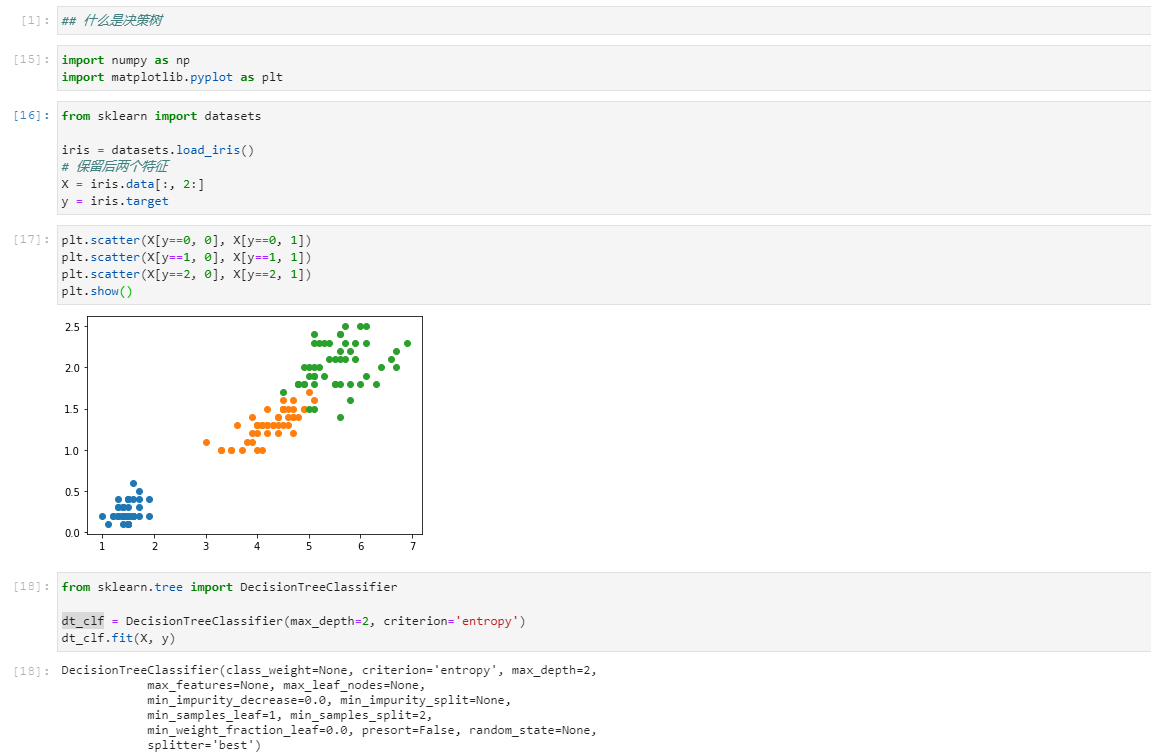 [1]: ## 什么是决策树
[15]: import numpy as np
import matplotlib.pyplot as plt
[16]: from sklearn import datasets
iris = datasets.load_iris()
# 保留后两个特征
X = iris.data[:, 2:]
y = iris.target
[17]: plt.scatter(X[y==0, 0], X[y==0, 1])
plt.scatter(X[y==1, 0], X[y==1, 1])
plt.scatter(X[y==2, 0], X[y==2, 1])
plt.show()
2.5
2.0
1.5
1.0
0.5
0.0
1 2 3 4 5 6 7
[18]: from sklearn.tree import DecisionTreeClassifier
dt_clf = DecisionTreeClassifier(max_depth=2, criterion='entropy')
dt_clf.fit(X, y)
[18]: DecisionTreeClassifier(class_weight=None, criterion='entropy', max_depth=2,
max_features=None, max_leaf_nodes=None,
min_impurity_decrease=0.0, min_impurity_split=None,
min_samples_leaf=1, min_samples_split=2,
min_weight_fraction_leaf=0.0, presort=False, random_state=None,
splitter='best')